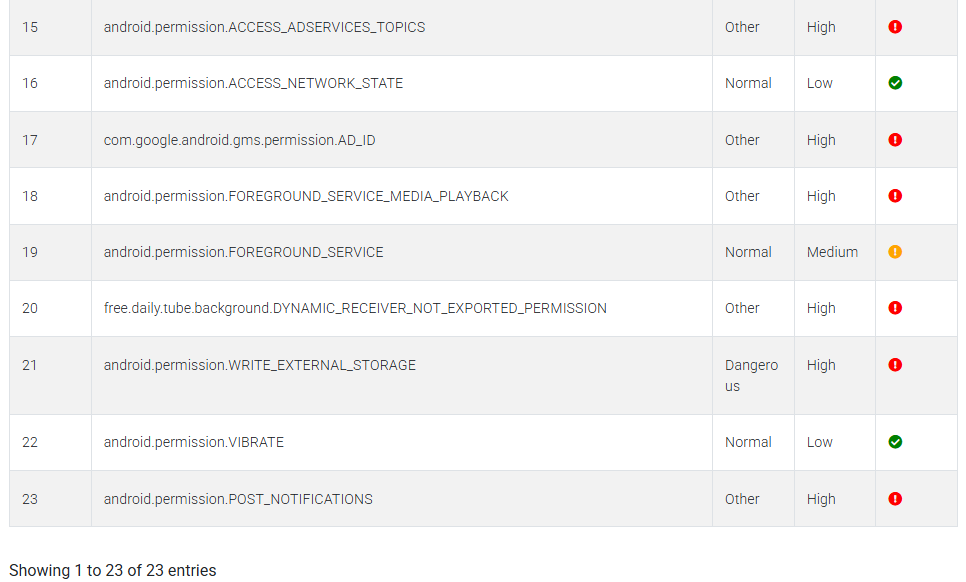 15 android.permission.ACCESS_ADSERVICES_TOPICS Other High
16 android.permission.ACCESS_NETWORK_STATE Normal Low
17 com.google.android.gms.permission.AD_ID Other High
18 android.permission.FOREGROUND_SERVICE_MEDIA_PLAYBACK Other High
19 android.permission.FOREGROUND_SERVICE Normal Medium
20 free.daily.tube.background.DYNAMIC_RECEIVER_NOT_EXPORTED_PERMISSION Other High
21 android.permission.WRITE_EXTERNAL_STORAGE Dangero High
us
22 android.permission.VIBRATE Normal Low
23 android.permission.POST_NOTIFICATIONS Other High
Showing 1 to 23 of 23 entries